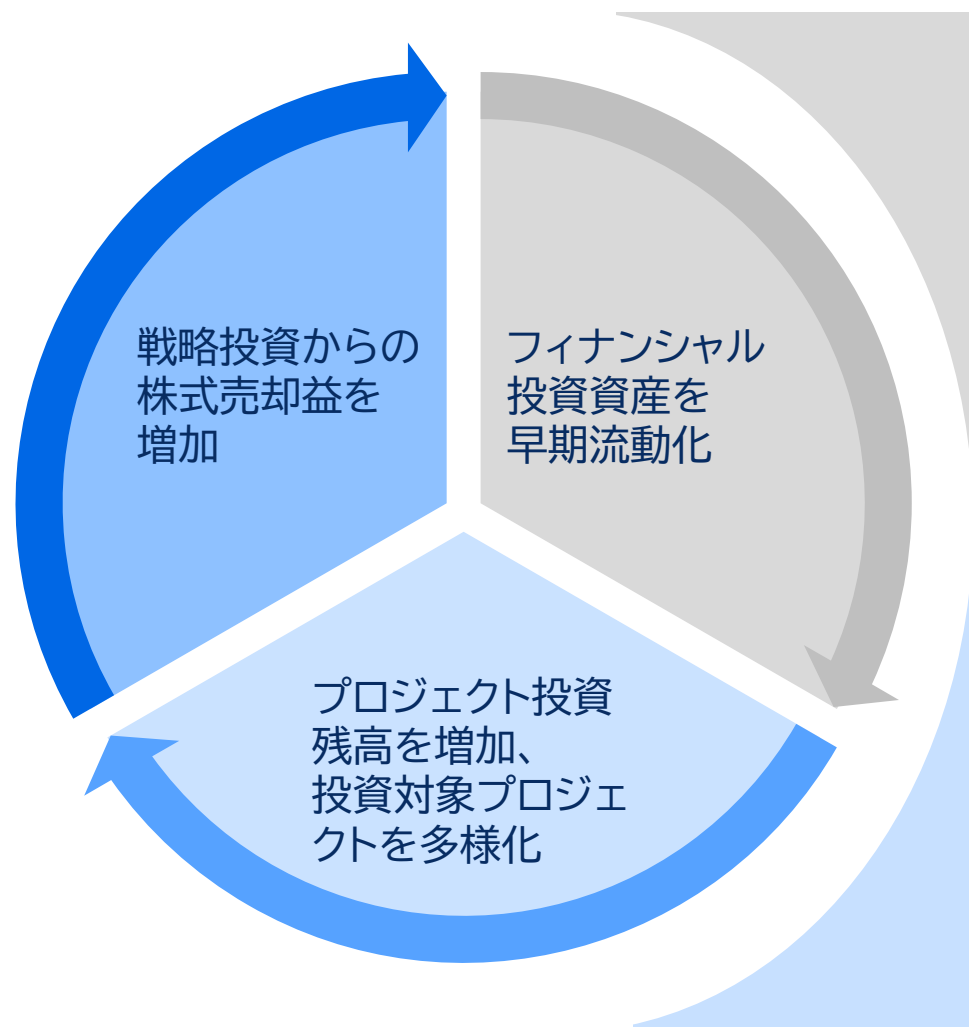 戦略投資からの
株式売却益を
増加
フィナンシャル
投資資産を
早期流動化
プロジェクト投資
残高を増加、
投資対象プロジェ
クトを多様化